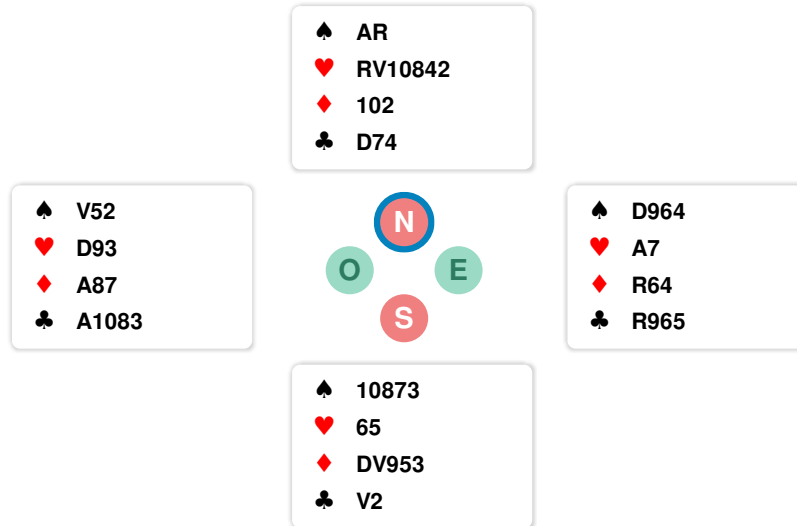 ♠ AR
♥ RV10842
♦ 102
♣ D74
♠ V52
♥ D93
♦ A87
♣ A1083
N
O E
S
♠ D964
♥ A7
♦ R64
♣ R965
♠ 10873
♥ 65
♦ DV953
♣ V2